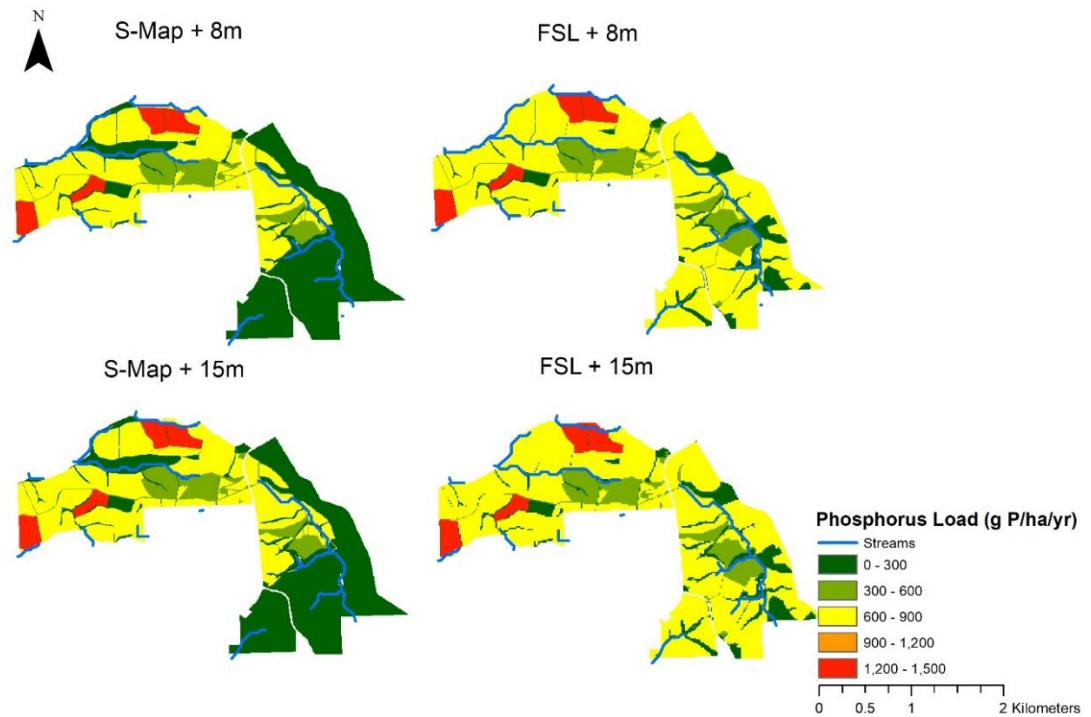 N
S-Map + 8m
FSL + 8m
S-Map + 15m
FSL + 15m
Phosphorus Load (g P/ha/yr)
Streams
0 - 300
300 - 600
600 - 900
900 - 1,200
1,200 - 1,500
0 0.5 1 2 Kilometers